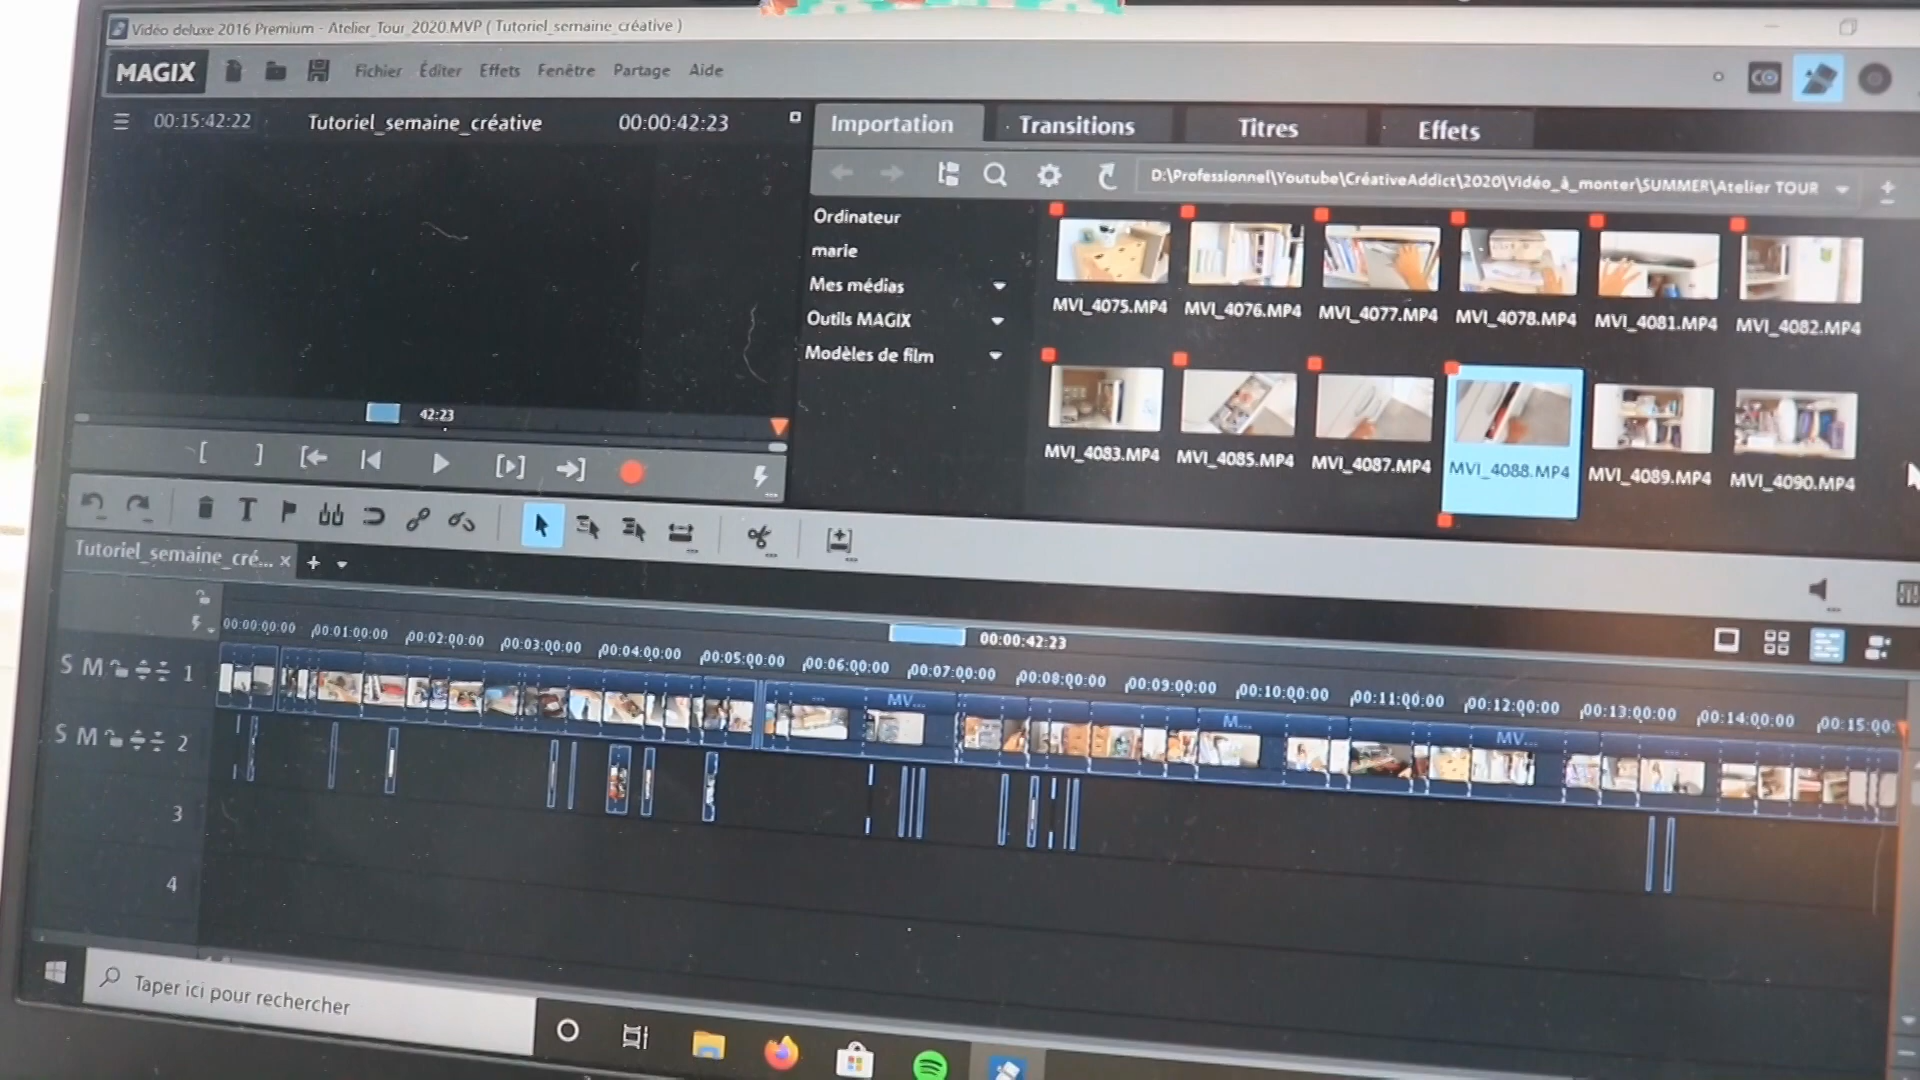 Vidéo deluxe 2016 Premium - Atelier_Tour_2020.MVP ( Tutoriel_semaine_créative )
MAGIX Fichier Éditer Effets Fenêtre Partage Aide
00:15:42:22 Tutoriel_semaine_créative 00:00:42:23
Importation Transitions Titres Effets
D:\Professionnel\Youtube\CréativeAddict\2020\Vidéo_à_monter\SUMMER\Atelier TOUR
Ordinateur
marie
Mes médias
Outils MAGIX
Modèles de film
MVI_4075.MP4 MVI_4076.MP4 MVI_4077.MP4 MVI_4078.MP4 MVI_4081.MP4 MVI_4082.MP4
MVI_4083.MP4 MVI_4085.MP4 MVI_4087.MP4 MVI_4088.MP4 MVI_4089.MP4 MVI_4090.MP4
42:23
Tutoriel_semaine_cré... x
00:00:42:23
00:00:00:00 00:01:00:00 00:02:00:00 00:03:00:00 00:04:00:00 00:05:00:00 00:06:00:00 00:07:00:00 00:08:00:00 00:09:00:00 00:10:00:00 00:11:00:00 00:12:00:00 00:13:00:00 00:14:00:00 00:15:00:
S M 1
MV... M... MV...
S M 2
3
4
Taper ici pour rechercher